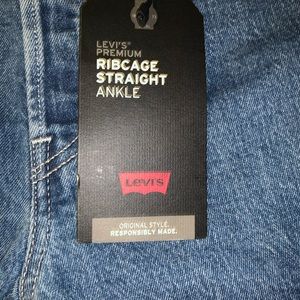 LEVI'S®
PREMIUM
RIBCAGE
STRAIGHT
ANKLE
LEVI'S
ORIGINAL STYLE.
RESPONSIBLY MADE.